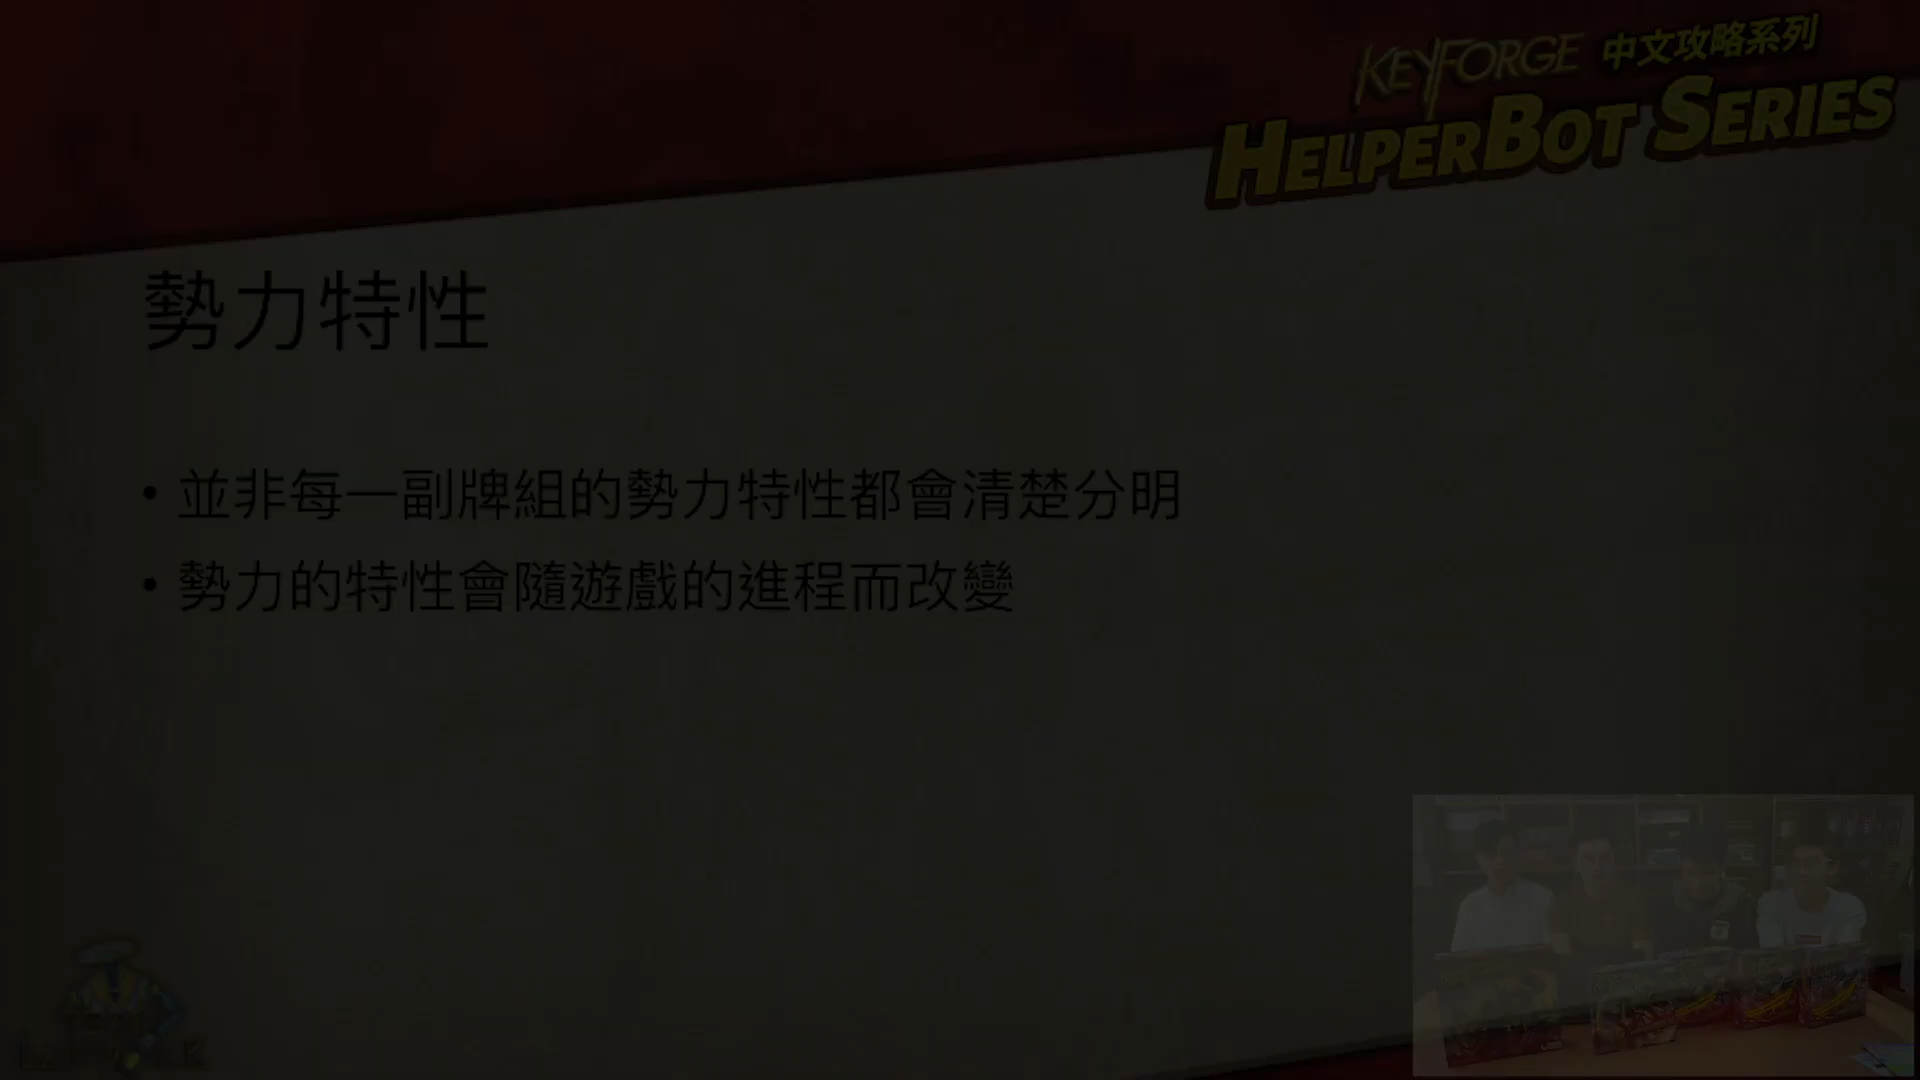 KEYFORGE 中文攻略系列
HELPERBOT SERIES
勢力特性
• 並非每一副牌組的勢力特性都會清楚分明
• 勢力的特性會隨遊戲的進程而改變